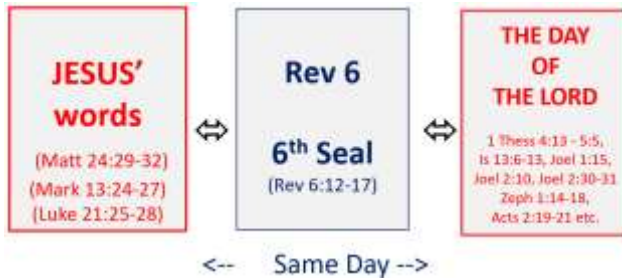 JESUS’
words
(Matt 24:29-32)
(Mark 13:24-27)
(Luke 21:25-28)
Rev 6
6th Seal
(Rev 6:12-17)
THE DAY
OF
THE LORD
1 Thess 4:13 - 5:5,
Is 13:6-13, Joel 1:15,
Joel 2:10, Joel 2:30-31
Zeph 1:14-18,
Acts 2:19-21 etc.
<-- Same Day -->